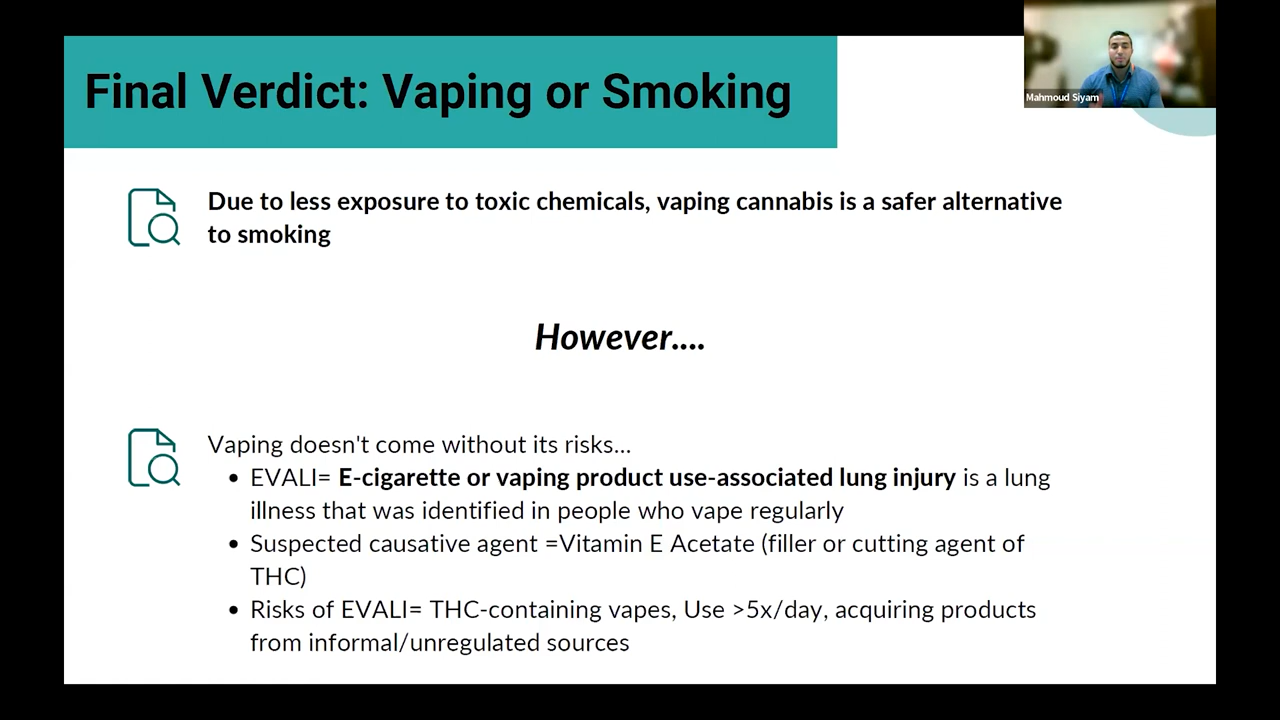 Final Verdict: Vaping or Smoking
Mahmoud Siyam
Due to less exposure to toxic chemicals, vaping cannabis is a safer alternative
to smoking
However....
Vaping doesn't come without its risks...
• EVALI= E-cigarette or vaping product use-associated lung injury is a lung
illness that was identified in people who vape regularly
• Suspected causative agent =Vitamin E Acetate (filler or cutting agent of
THC)
• Risks of EVALI= THC-containing vapes, Use >5x/day, acquiring products
from informal/unregulated sources